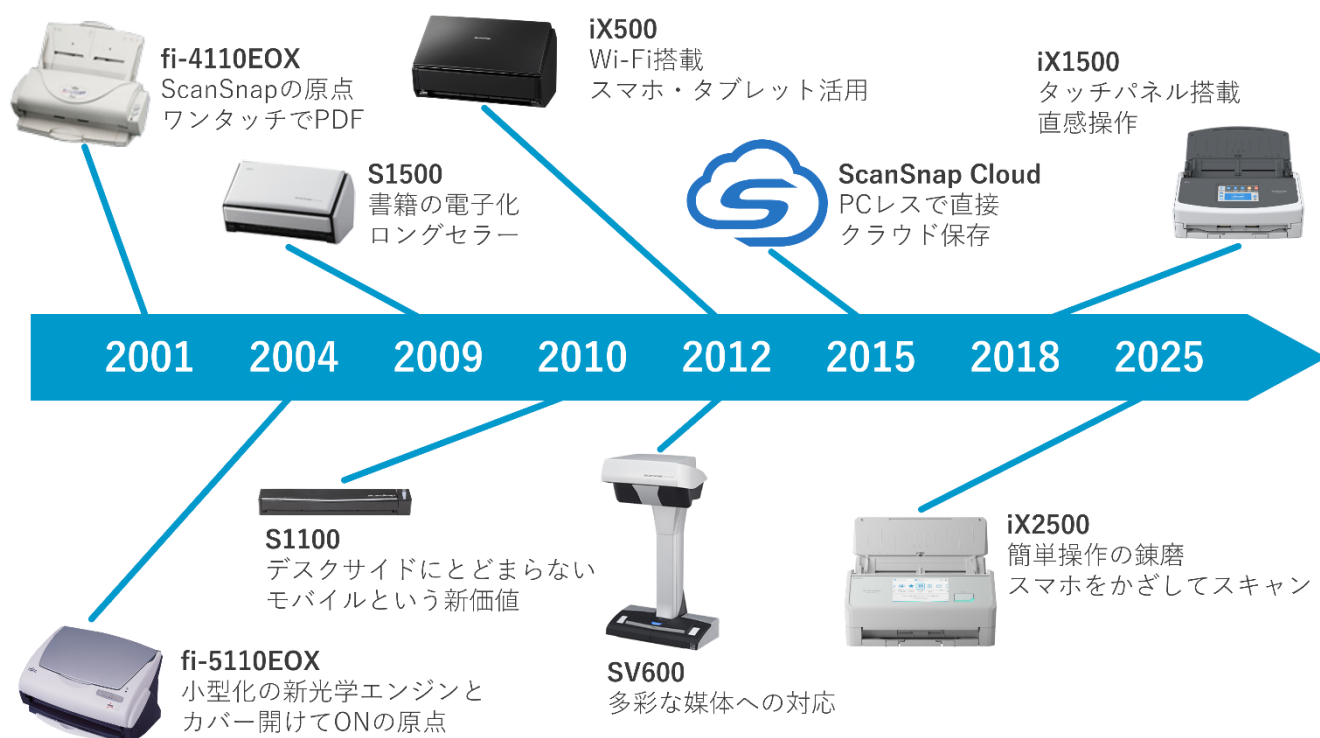 fi-4110EOX
ScanSnapの原点
ワンタッチでPDF
S1500
書籍の電子化
ロングセラー
iX500
Wi-Fi搭載
スマホ・タブレット活用
ScanSnap Cloud
PCレスで直接
クラウド保存
iX1500
タッチパネル搭載
直感操作
2001 2004 2009 2010 2012 2015 2018 2025
fi-5110EOX
小型化の新光学エンジンと
カバー開けてONの原点
S1100
デスクサイドにとどまらない
モバイルという新価値
SV600
多彩な媒体への対応
iX2500
簡単操作の錬磨
スマホをかざしてスキャン